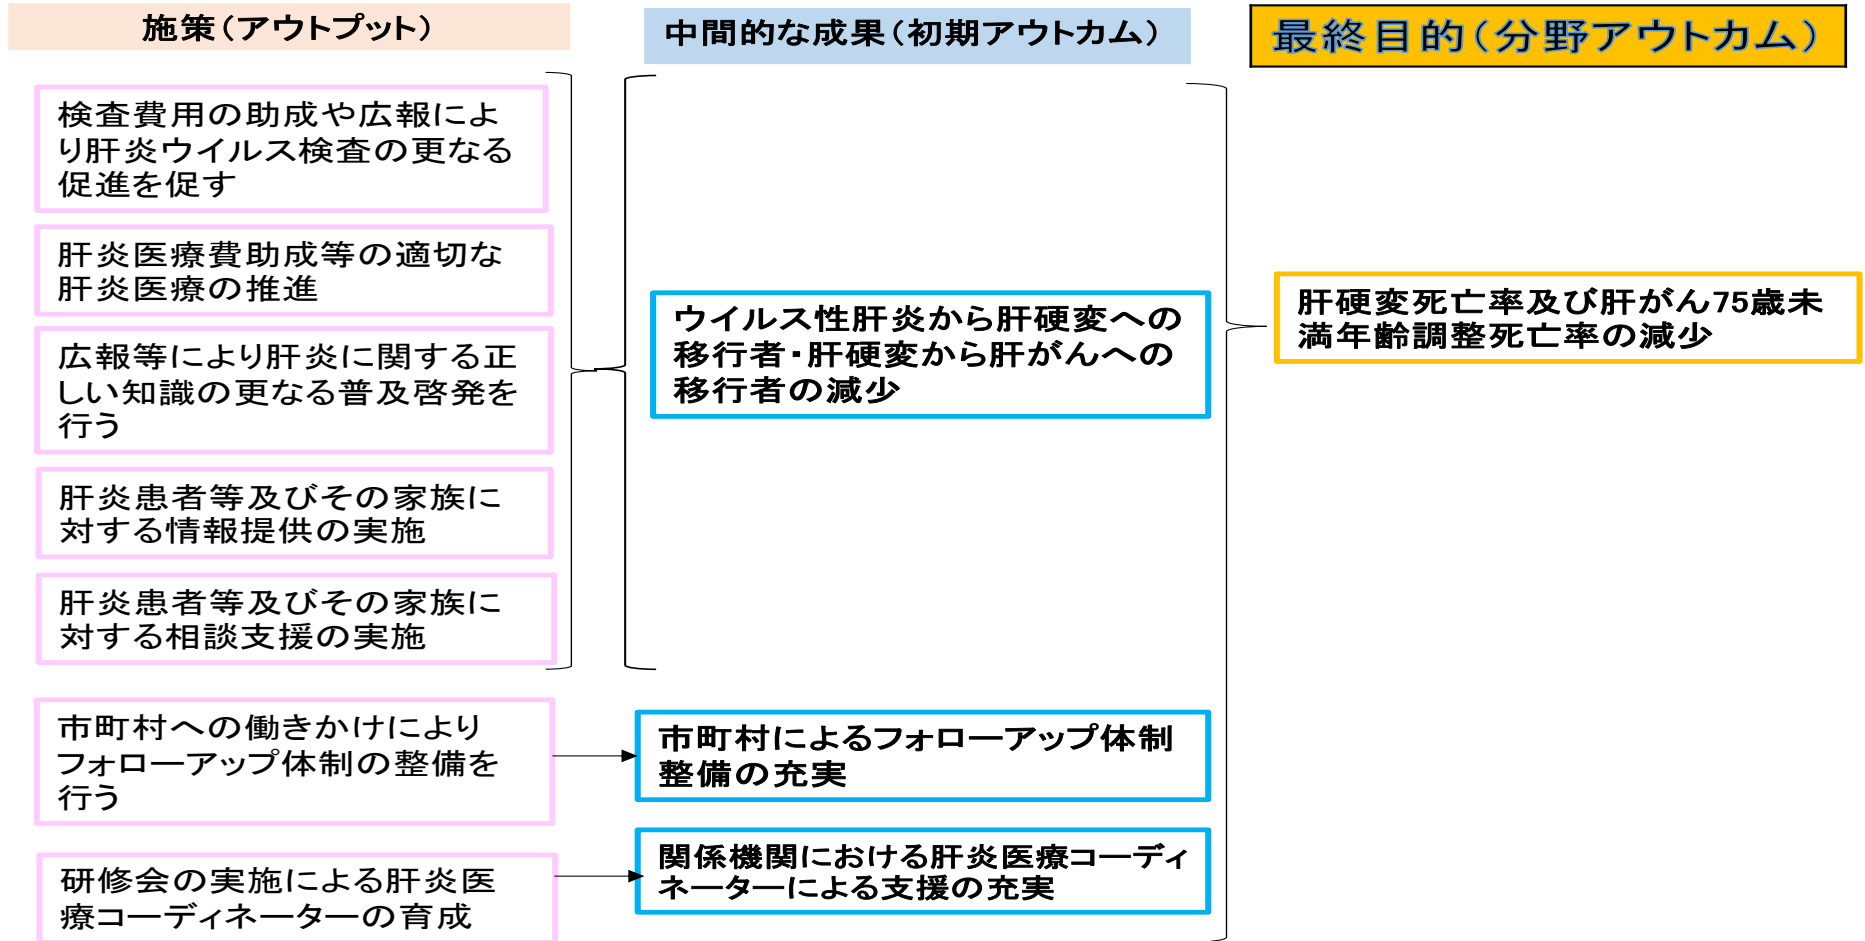 施策（アウトプット）
中間的な成果（初期アウトカム）
最終目的（分野アウトカム）
検査費用の助成や広報によ
り肝炎ウイルス検査の更なる
促進を促す
肝炎医療費助成等の適切な
肝炎医療の推進
広報等により肝炎に関する正
しい知識の更なる普及啓発を
行う
肝炎患者等及びその家族に
対する情報提供の実施
肝炎患者等及びその家族に
対する相談支援の実施
市町村への働きかけにより
フォローアップ体制の整備を
行う
研修会の実施による肝炎医
療コーディネーターの育成
ウイルス性肝炎から肝硬変への
移行者・肝硬変から肝がんへの
移行者の減少
市町村によるフォローアップ体制
整備の充実
関係機関における肝炎医療コーディ
ネーターによる支援の充実
肝硬変死亡率及び肝がん75歳未
満年齢調整死亡率の減少